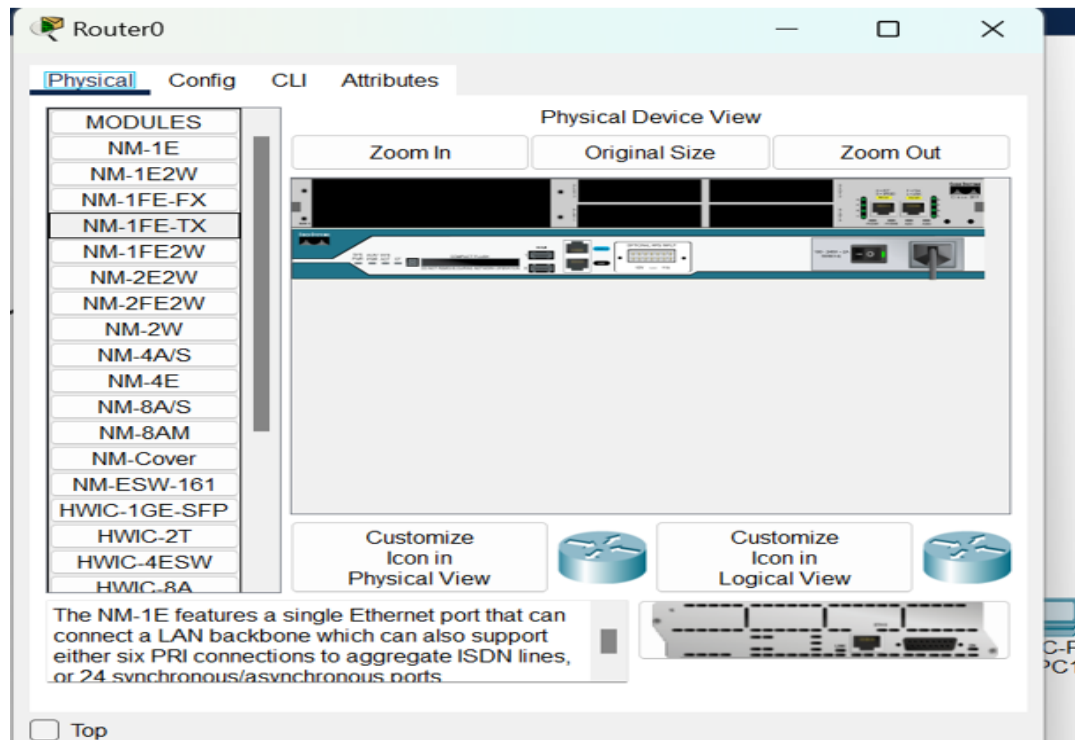 Router0
Physical Config CLI Attributes
MODULES
NM-1E
NM-1E2W
NM-1FE-FX
NM-1FE-TX
NM-1FE2W
NM-2E2W
NM-2FE2W
NM-2W
NM-4A/S
NM-4E
NM-8A/S
NM-8AM
NM-Cover
NM-ESW-161
HWIC-1GE-SFP
HWIC-2T
HWIC-4ESW
HWIC-8A
Physical Device View
Zoom In Original Size Zoom Out
Customize
Icon in
Physical View
Customize
Icon in
Logical View
The NM-1E features a single Ethernet port that can
connect a LAN backbone which can also support
either six PRI connections to aggregate ISDN lines,
or 24 synchronous/asynchronous ports
Top
C-P
PC1